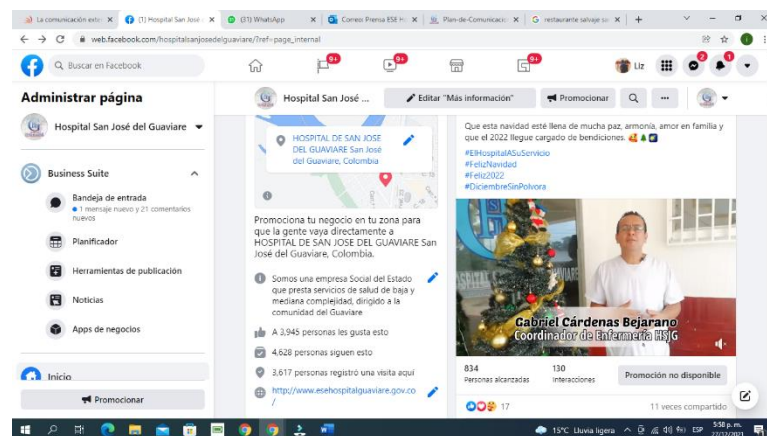 La comunicación exte
(1) Hospital San José
(31) WhatsApp
Correo Prensa ESE H
Plan-de-Comunicacio
restaurante salvaje sa
web.facebook.com/hospitalsanjosedelguaviare/?ref=page_internal
Buscar en Facebook
9+
9+
9+
Liz
2
1
Administrar página
Hospital San José ...
Editar "Más información"
Promocionar
Hospital San José del Guaviare
Business Suite
Bandeja de entrada
1 mensaje nuevo y 21 comentarios
nuevos
Planificador
Herramientas de publicación
Noticias
Apps de negocios
Inicio
Promocionar
HOSPITAL DE SAN JOSE
DEL GUAVIARE San José
del Guaviare, Colombia
Promociona tu negocio en tu zona para
que la gente vaya directamente a
HOSPITAL DE SAN JOSE DEL GUAVIARE San
José del Guaviare, Colombia.
Somos una empresa Social del Estado
que presta servicios de salud de baja y
mediana complejidad, dirigido a la
comunidad del Guaviare
A 3,945 personas les gusta esto
4,628 personas siguen esto
3,617 personas registró una visita aquí
http://www.esehospitalguaviare.gov.co
/
Que esta navidad esté llena de mucha paz, armonía, amor en familia y
que el 2022 llegue cargado de bendiciones.
#ElHospitalASuServicio
#FelizNavidad
#Feliz2022
#DiciembreSinPolvora
Gabriel Cárdenas Bejarano
Coordinador de Enfermería HSJG
834
Personas alcanzadas
130
Interacciones
Promoción no disponible
17
11 veces compartido
15°C Lluvia ligera
ESP
5:58 p. m.
27/12/2021